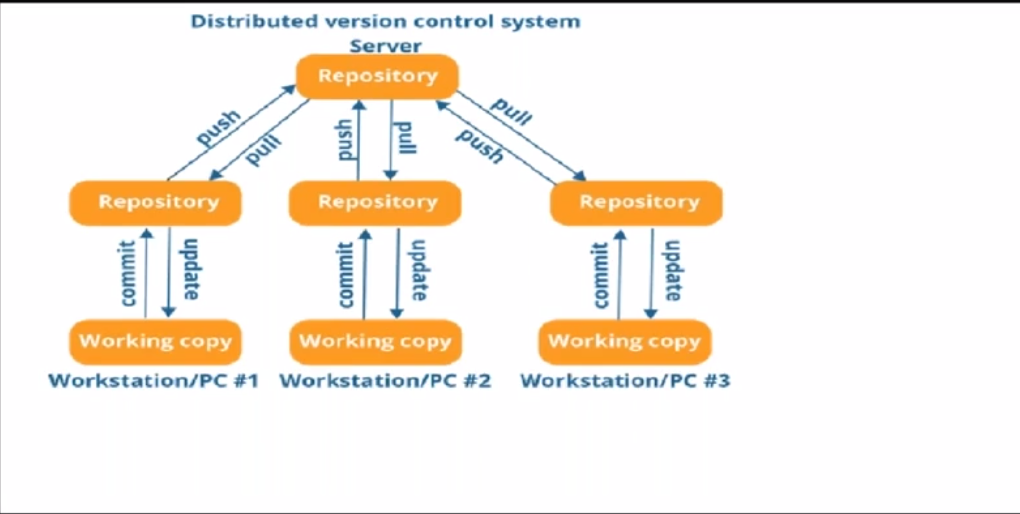 Distributed version control system
Server
Repository
push
pull
push
pull
pull
push
Repository
Repository
Repository
commit
update
commit
update
commit
update
Working copy
Working copy
Working copy
Workstation/PC #1
Workstation/PC #2
Workstation/PC #3